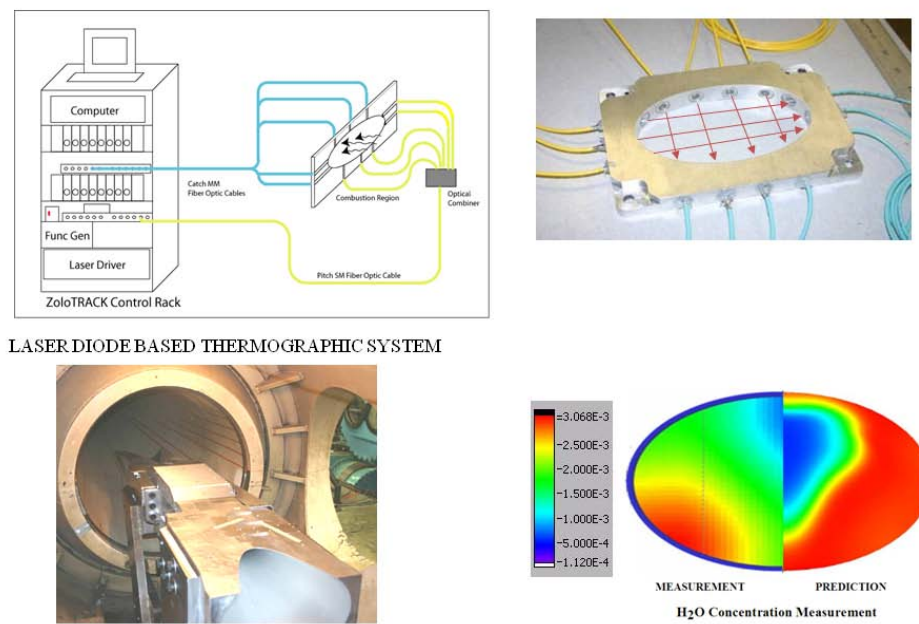 Computer
Catch MM
Fiber Optic Cables
Combustion Region
Optical
Combiner
Func Gen
Laser Driver
Pitch SM Fiber Optic Cable
ZoloTRACK Control Rack
LASER DIODE BASED THERMOGRAPHIC SYSTEM
=3.068E-3
-2.500E-3
-2.000E-3
-1.500E-3
-1.000E-3
-5.000E-4
-1.120E-4
MEASUREMENT PREDICTION
H2O Concentration Measurement